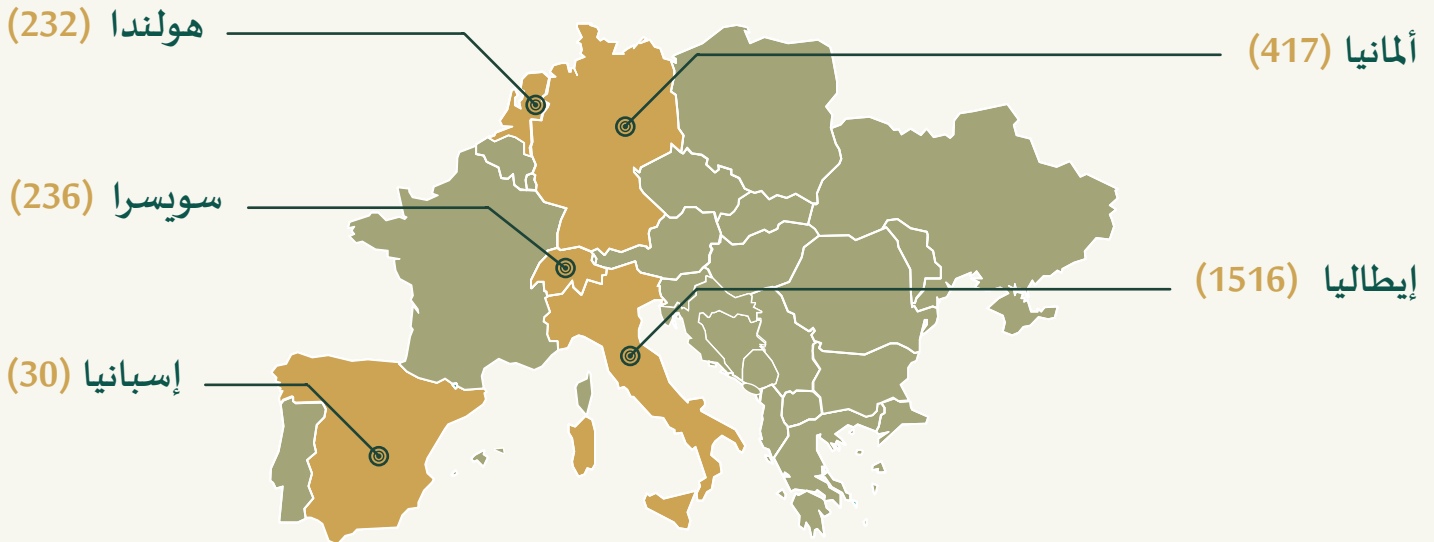 هولندا (232)
ألمانيا (417)
سويسرا (236)
إيطاليا (1516)
إسبانيا (30)